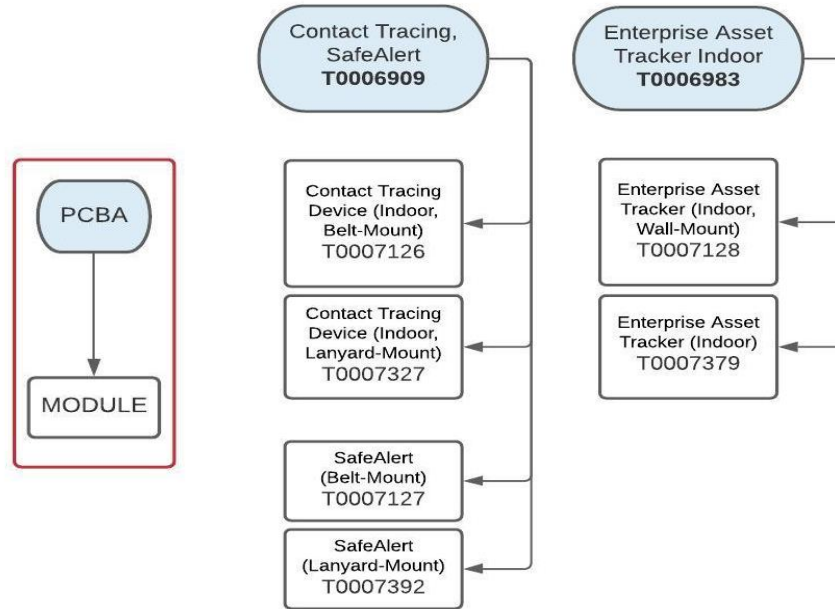 Contact Tracing,
SafeAlert
T0006909
Enterprise Asset
Tracker Indoor
T0006983
PCBA
MODULE
Contact Tracing
Device (Indoor,
Belt-Mount)
T0007126
Contact Tracing
Device (Indoor,
Lanyard-Mount)
T0007327
SafeAlert
(Belt-Mount)
T0007127
SafeAlert
(Lanyard-Mount)
T0007392
Enterprise Asset
Tracker (Indoor,
Wall-Mount)
T0007128
Enterprise Asset
Tracker (Indoor)
T0007379